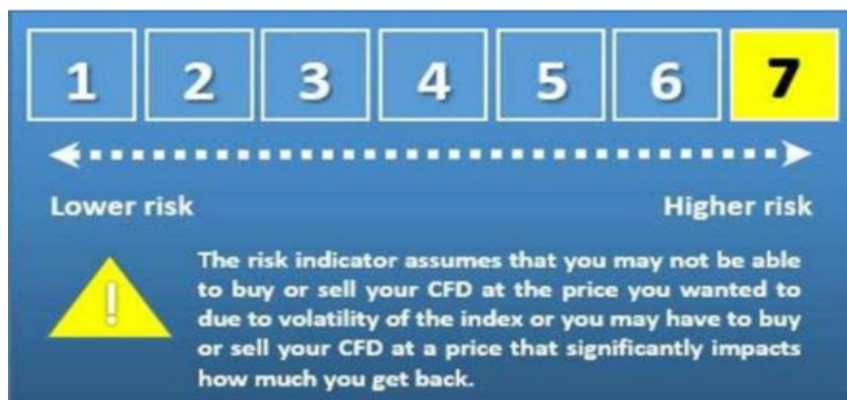 1 2 3 4 5 6 7
Lower risk Higher risk
! The risk indicator assumes that you may not be able
to buy or sell your CFD at the price you wanted to
due to volatility of the index or you may have to buy
or sell your CFD at a price that significantly impacts
how much you get back.